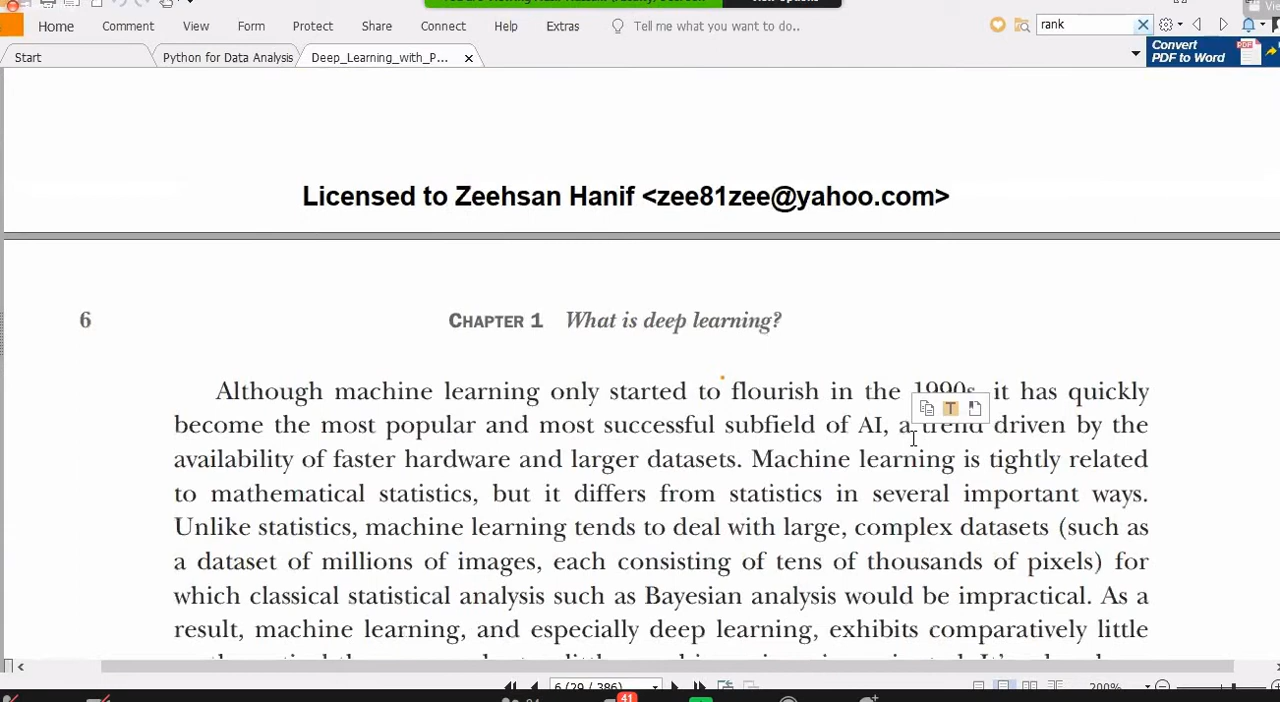 Home Comment View Form Protect Share Connect Help Extras Tell me what you want to do.. rank
Start Python for Data Analysis Deep_Learning_with_P... Convert
PDF to Word
Licensed to Zeehsan Hanif <zee81zee@yahoo.com>
6 CHAPTER 1 What is deep learning?
Although machine learning only started to flourish in the 1990s, it has quickly
become the most popular and most successful subfield of AI, a trend driven by the
availability of faster hardware and larger datasets. Machine learning is tightly related
to mathematical statistics, but it differs from statistics in several important ways.
Unlike statistics, machine learning tends to deal with large, complex datasets (such as
a dataset of millions of images, each consisting of tens of thousands of pixels) for
which classical statistical analysis such as Bayesian analysis would be impractical. As a
result, machine learning, and especially deep learning, exhibits comparatively little
6 (29 / 386) 200%
41